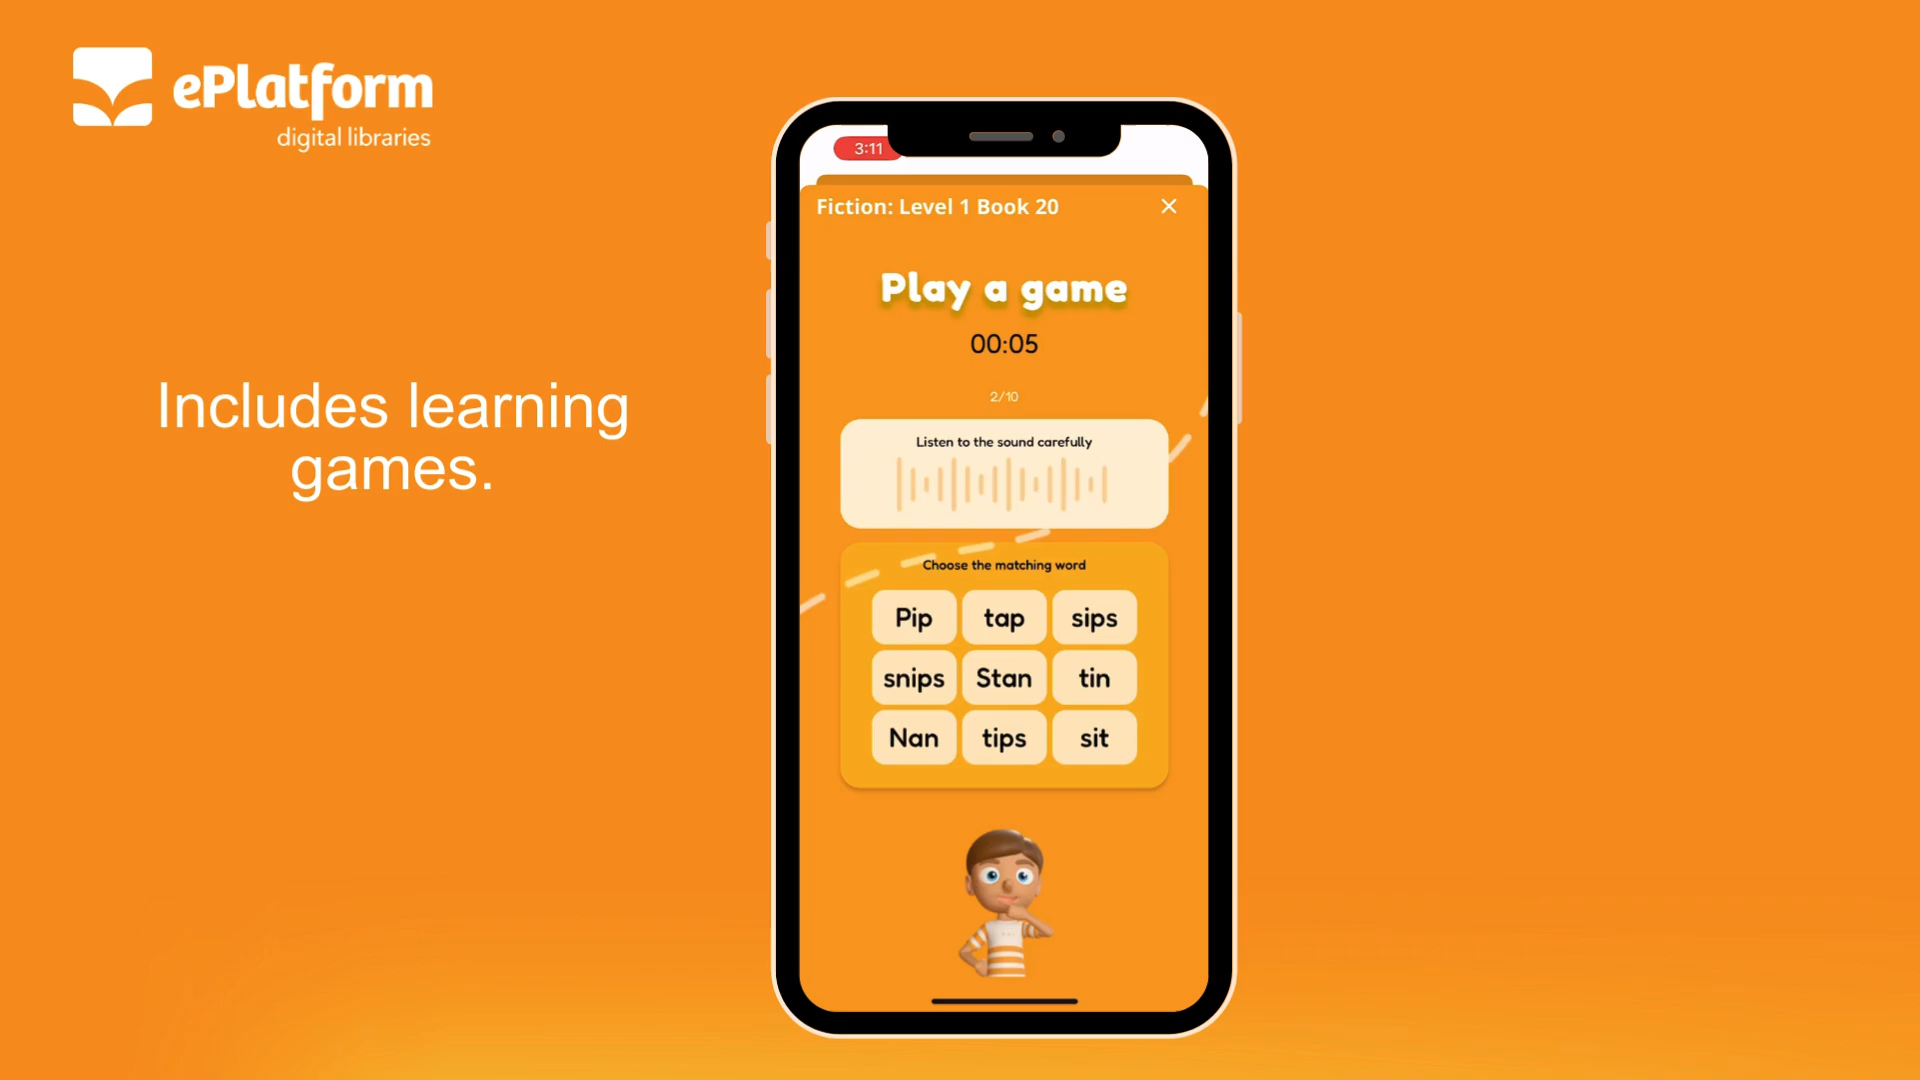 ePlatform
digital libraries
Includes learning
games.
3:11
Fiction: Level 1 Book 20
Play a game
00:05
2/10
Listen to the sound carefully
Choose the matching word
Pip tap sips
snips Stan tin
Nan tips sit